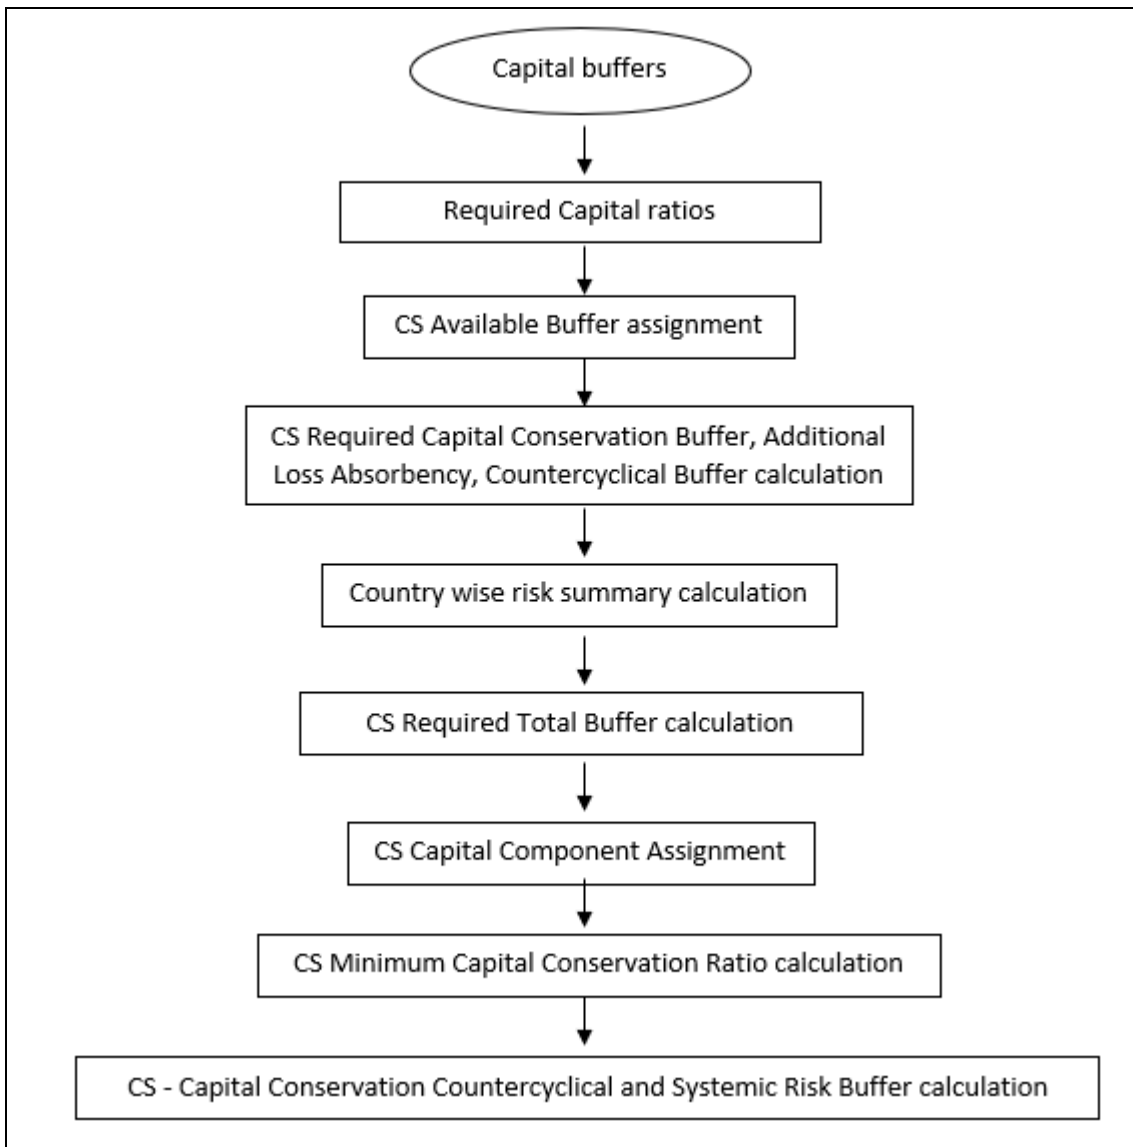 Capital buffers
Required Capital ratios
CS Available Buffer assignment
CS Required Capital Conservation Buffer, Additional
Loss Absorbency, Countercyclical Buffer calculation
Country wise risk summary calculation
CS Required Total Buffer calculation
CS Capital Component Assignment
CS Minimum Capital Conservation Ratio calculation
CS - Capital Conservation Countercyclical and Systemic Risk Buffer calculation